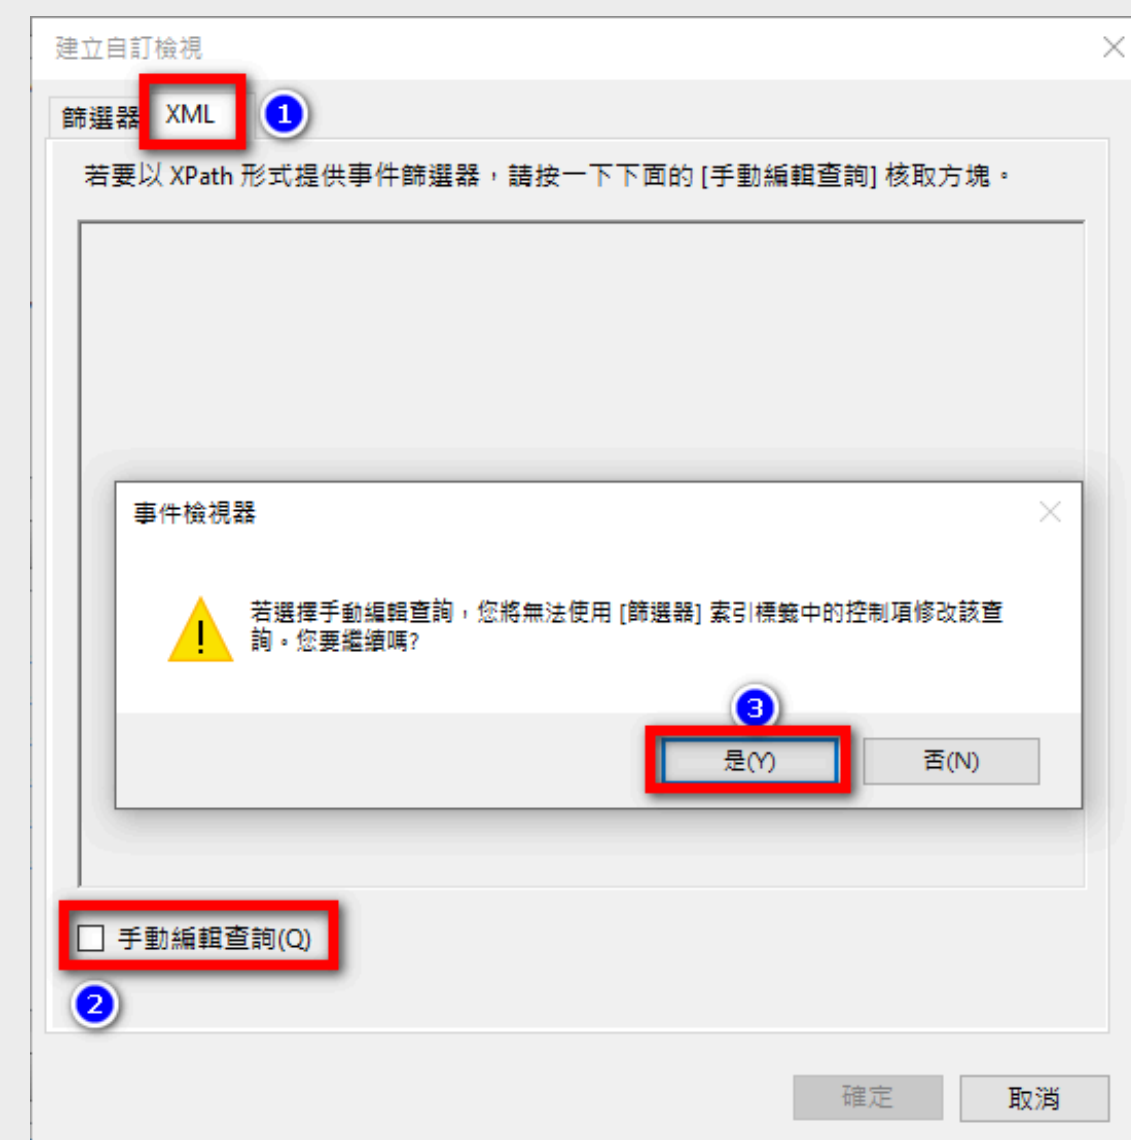 建立自訂檢視
篩選器 XML 1
若要以 XPath 形式提供事件篩選器，請按一下下面的 [手動編輯查詢] 核取方塊。
事件檢視器
若選擇手動編輯查詢，您將無法使用 [篩選器] 索引標籤中的控制項修改該查
詢。您要繼續嗎?
3
是(Y) 否(N)
手動編輯查詢(Q)
2
確定 取消